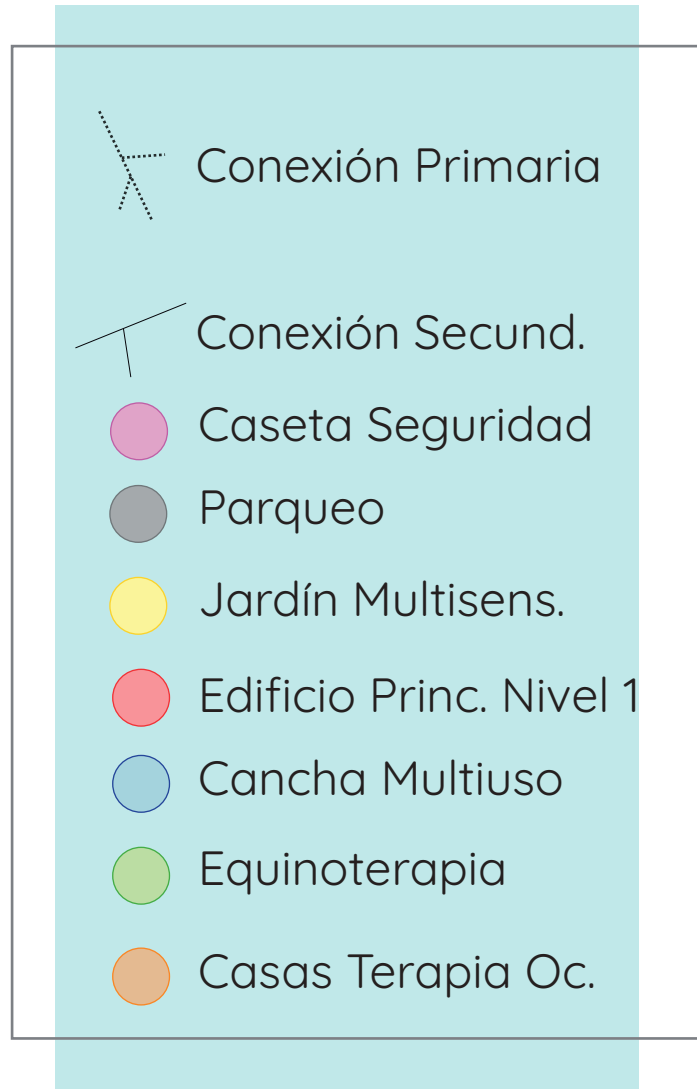 Conexión Primaria
Conexión Secund.
Caseta Seguridad
Parqueo
Jardín Multisens.
Edificio Princ. Nivel 1
Cancha Multiuso
Equinoterapia
Casas Terapia Oc.